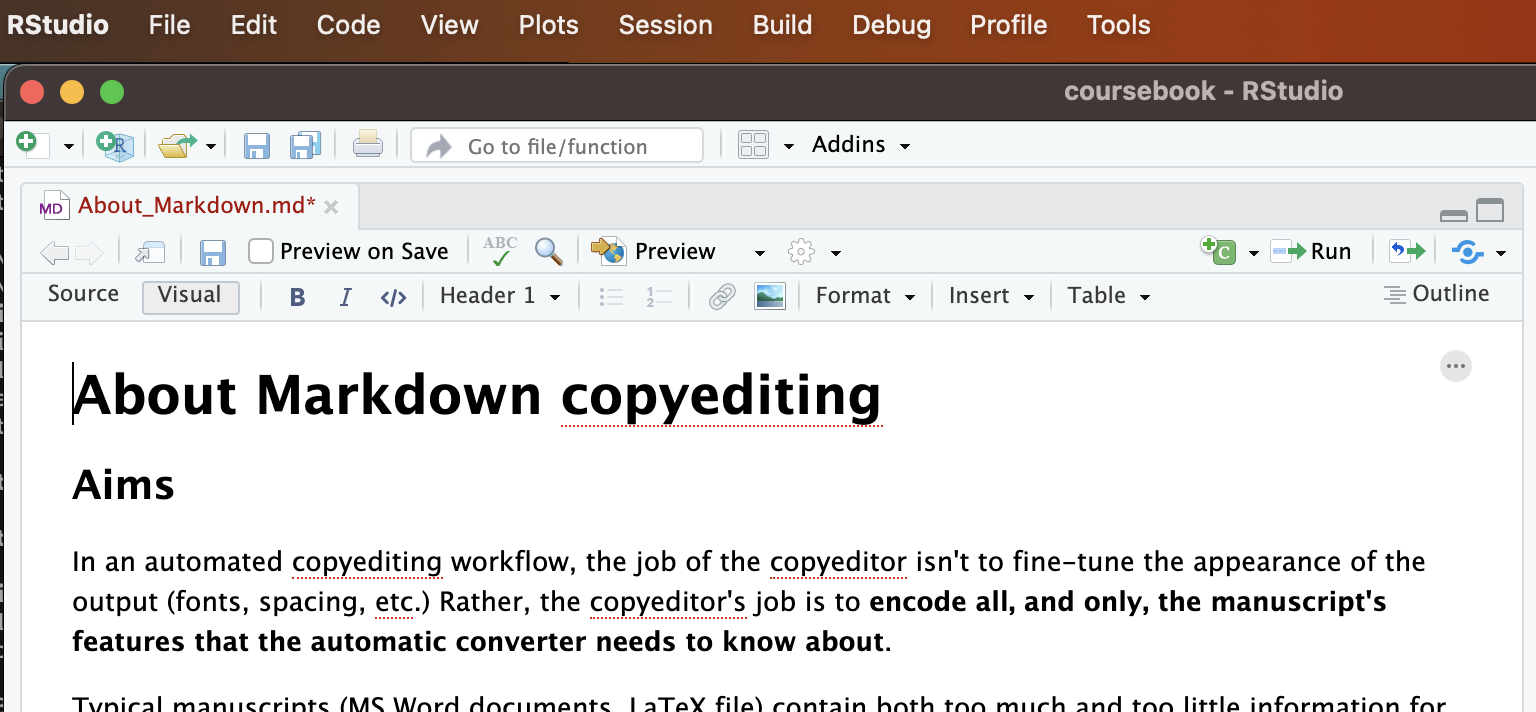 RStudio File Edit Code View Plots Session Build Debug Profile Tools
coursebook - RStudio
R Go to file/function Addins
MD About_Markdown.md*
Preview on Save ABC Preview C Run
Source Visual B I </> Header 1 Format Insert Table Outline
About Markdown copyediting
Aims
In an automated copyediting workflow, the job of the copyeditor isn't to fine-tune the appearance of the
output (fonts, spacing, etc.) Rather, the copyeditor's job is to encode all, and only, the manuscript's
features that the automatic converter needs to know about.
Typical manuscripts (MS Word documents, LaTeX file) contain both too much and too little information for